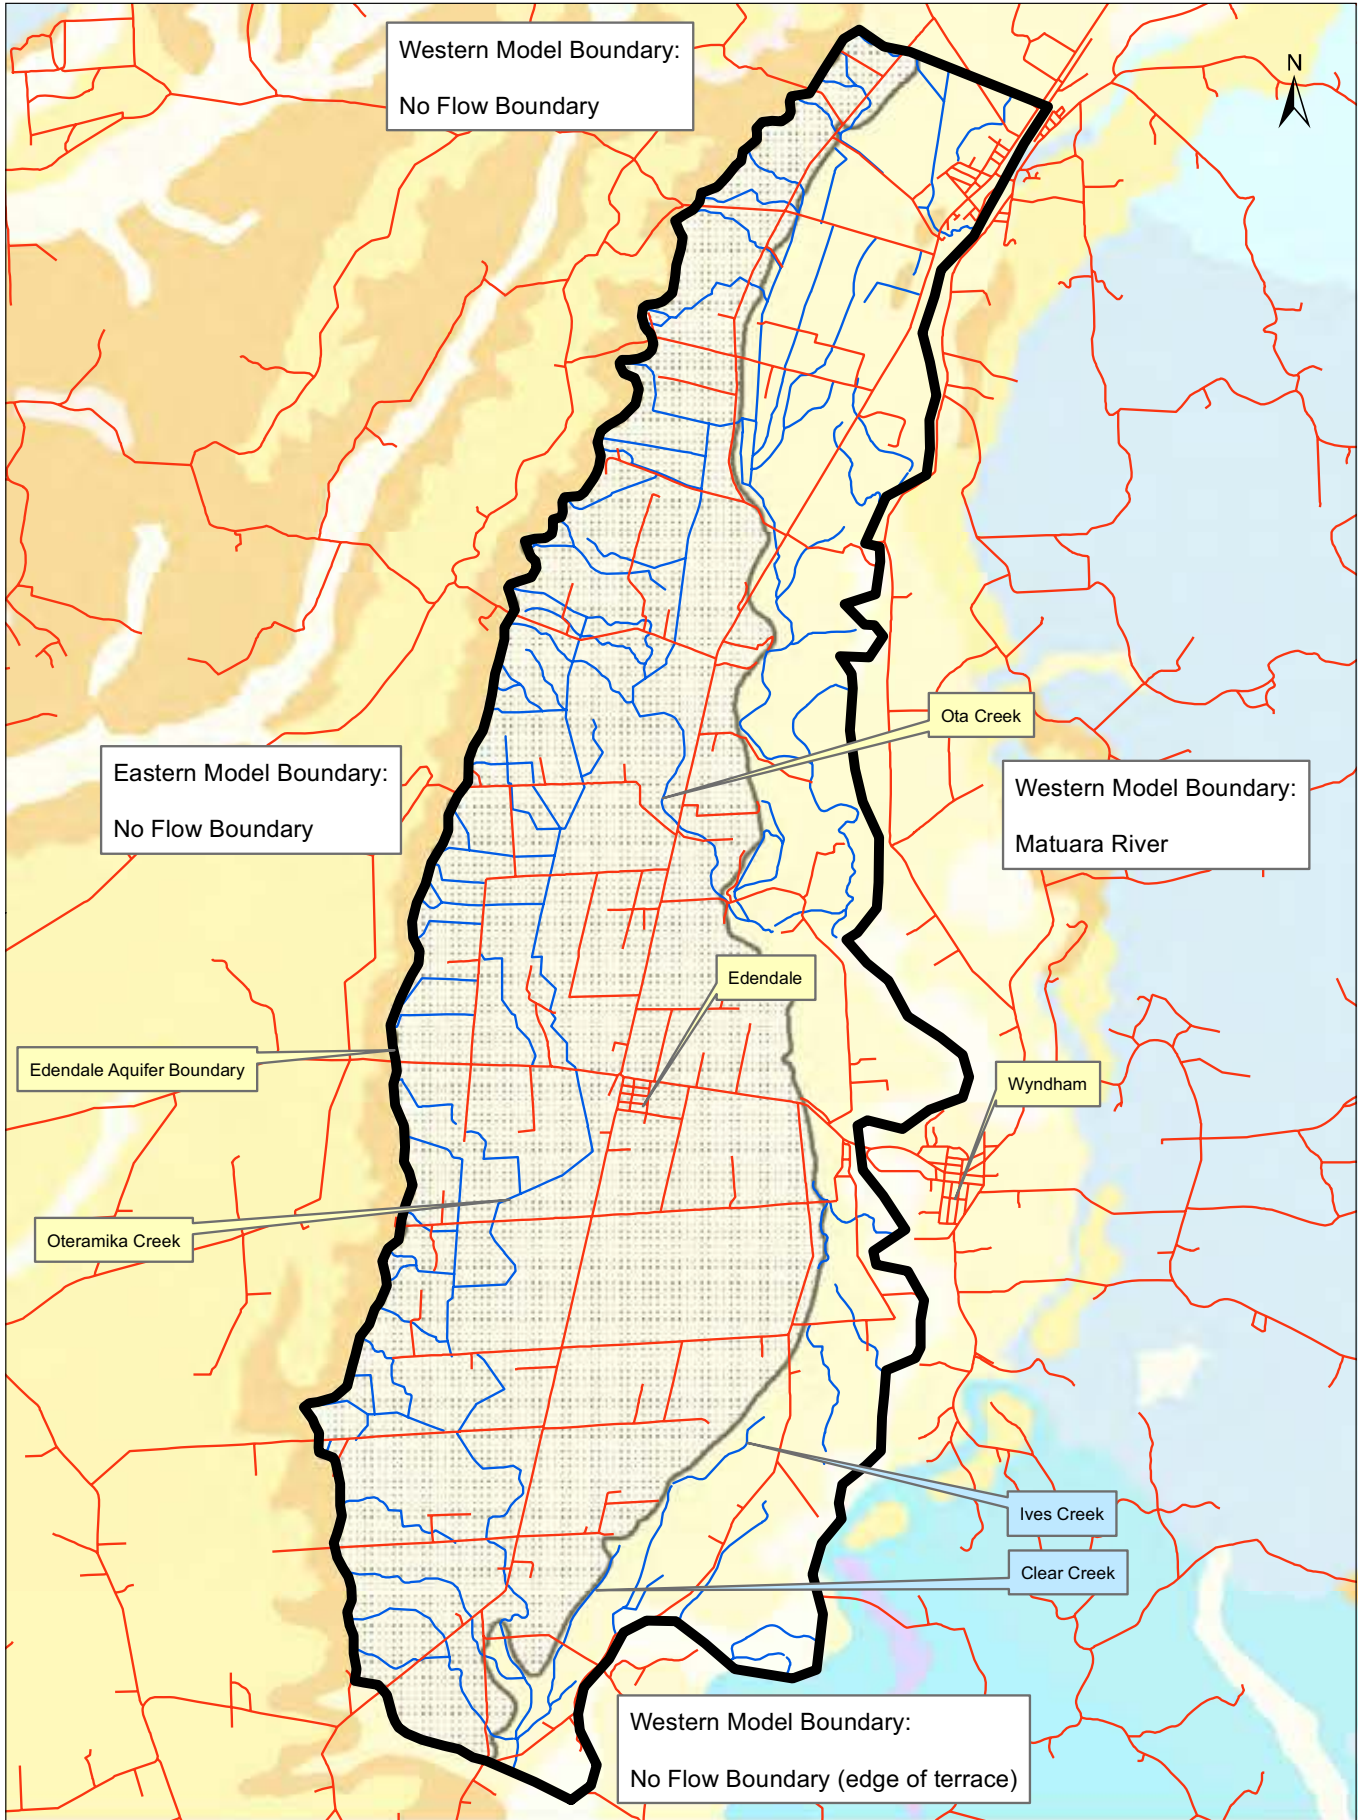 Western Model Boundary:
No Flow Boundary
N
Ota Creek
Eastern Model Boundary:
No Flow Boundary
Western Model Boundary:
Matuara River
Edendale
Edendale Aquifer Boundary
Wyndham
Oteramika Creek
Ives Creek
Clear Creek
Western Model Boundary:
No Flow Boundary (edge of terrace)